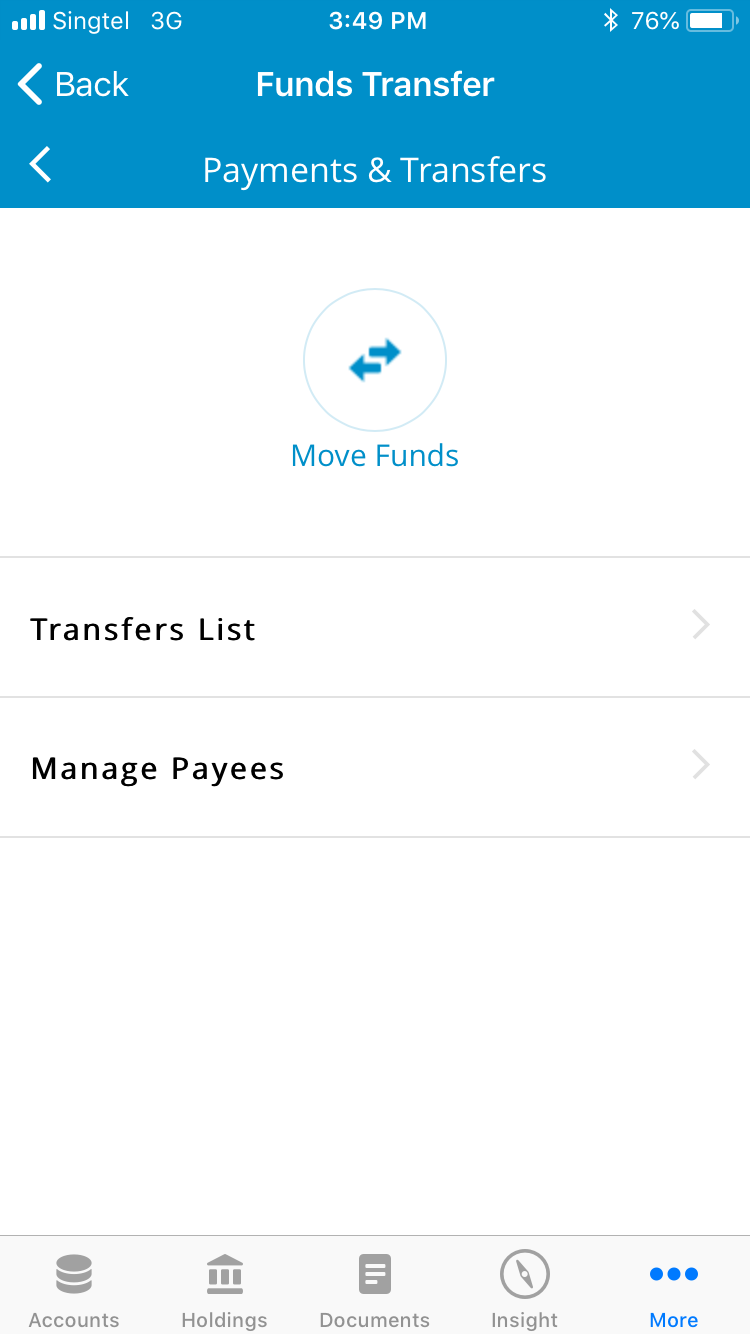 Singtel 3G 3:49 PM 76%
Back Funds Transfer
Payments & Transfers
Move Funds
Transfers List
Manage Payees
Accounts Holdings Documents Insight More